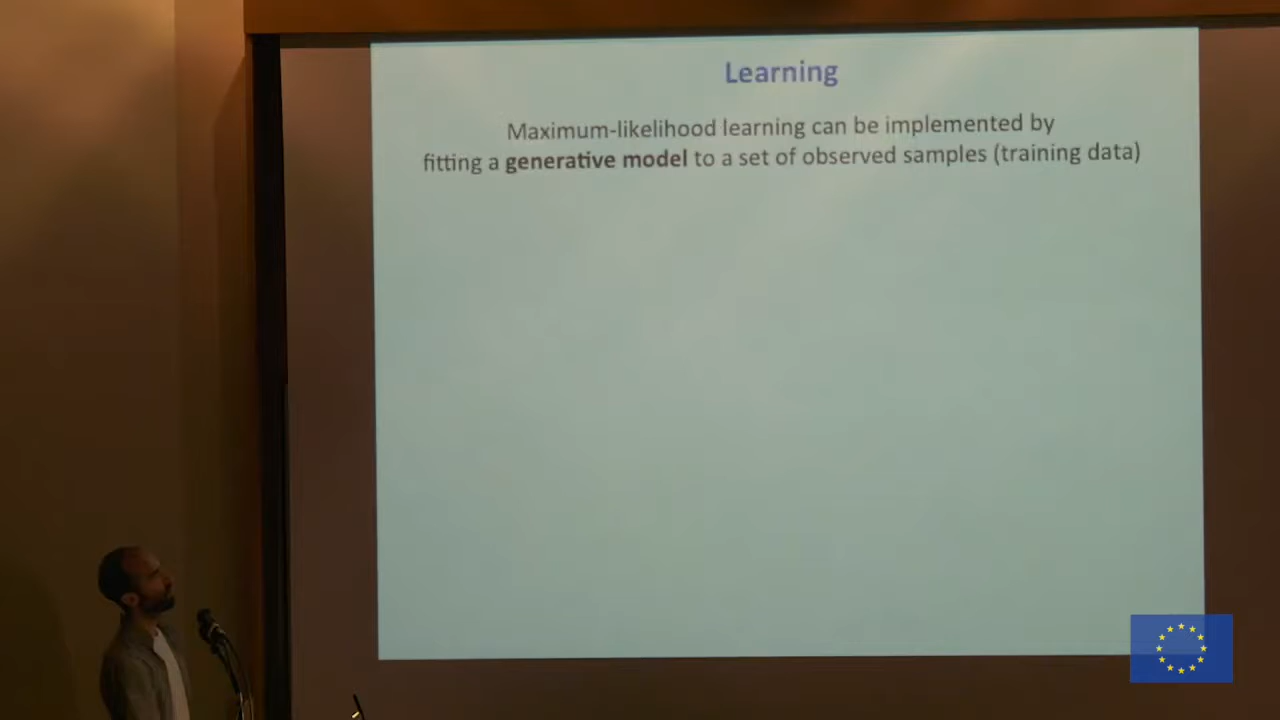 Learning
Maximum-likelihood learning can be implemented by
fitting a generative model to a set of observed samples (training data)